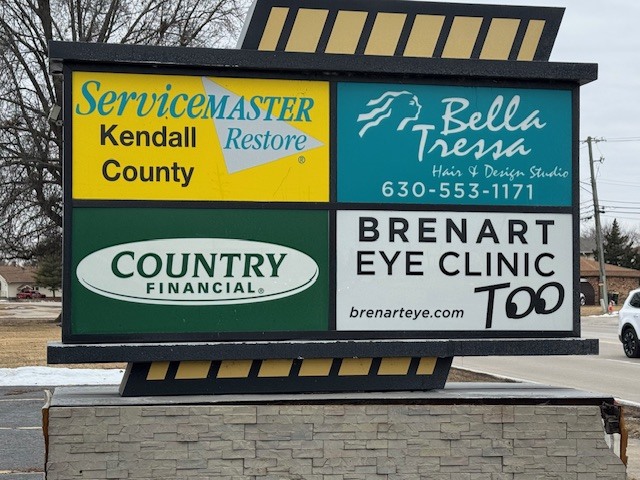 ServiceMASTER
Restore®
Kendall
County
Bella
Tressa
Hair & Design Studio
630-553-1171
COUNTRY
FINANCIAL®
BRENART
EYE CLINIC
TOO
brenarteye.com